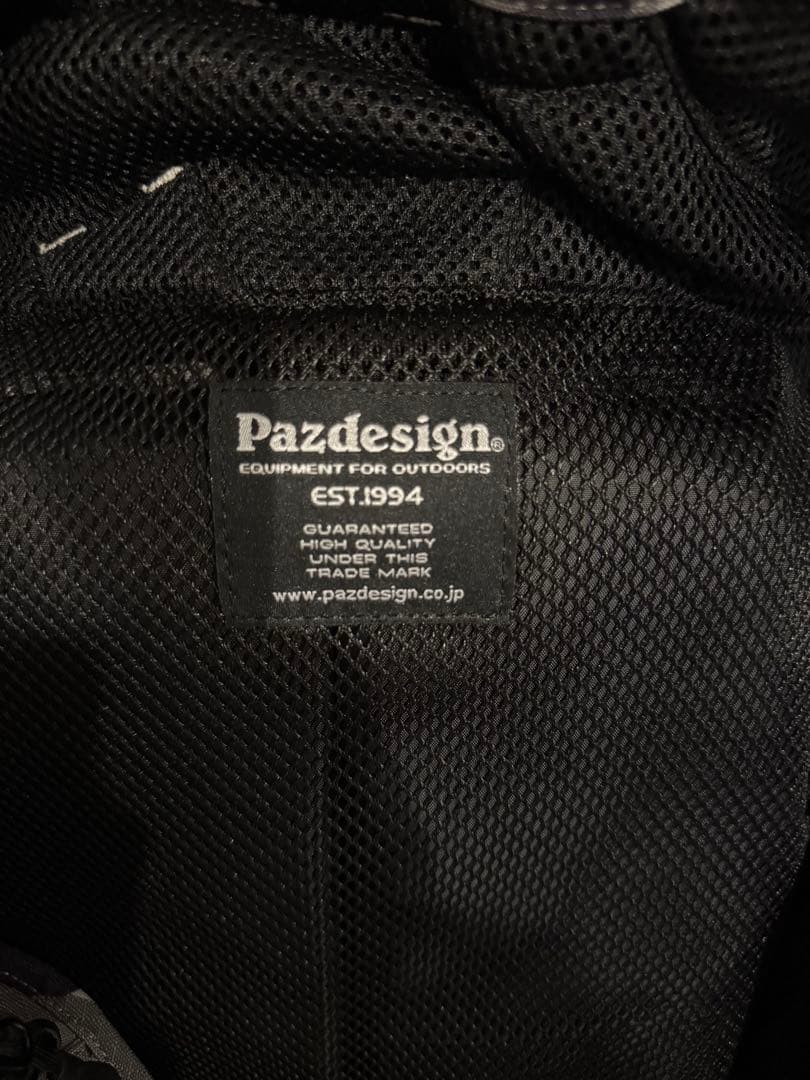 Pazdesign®
EQUIPMENT FOR OUTDOORS
EST.1994
GUARANTEED
HIGH QUALITY
UNDER THIS
TRADE MARK
www.pazdesign.co.jp